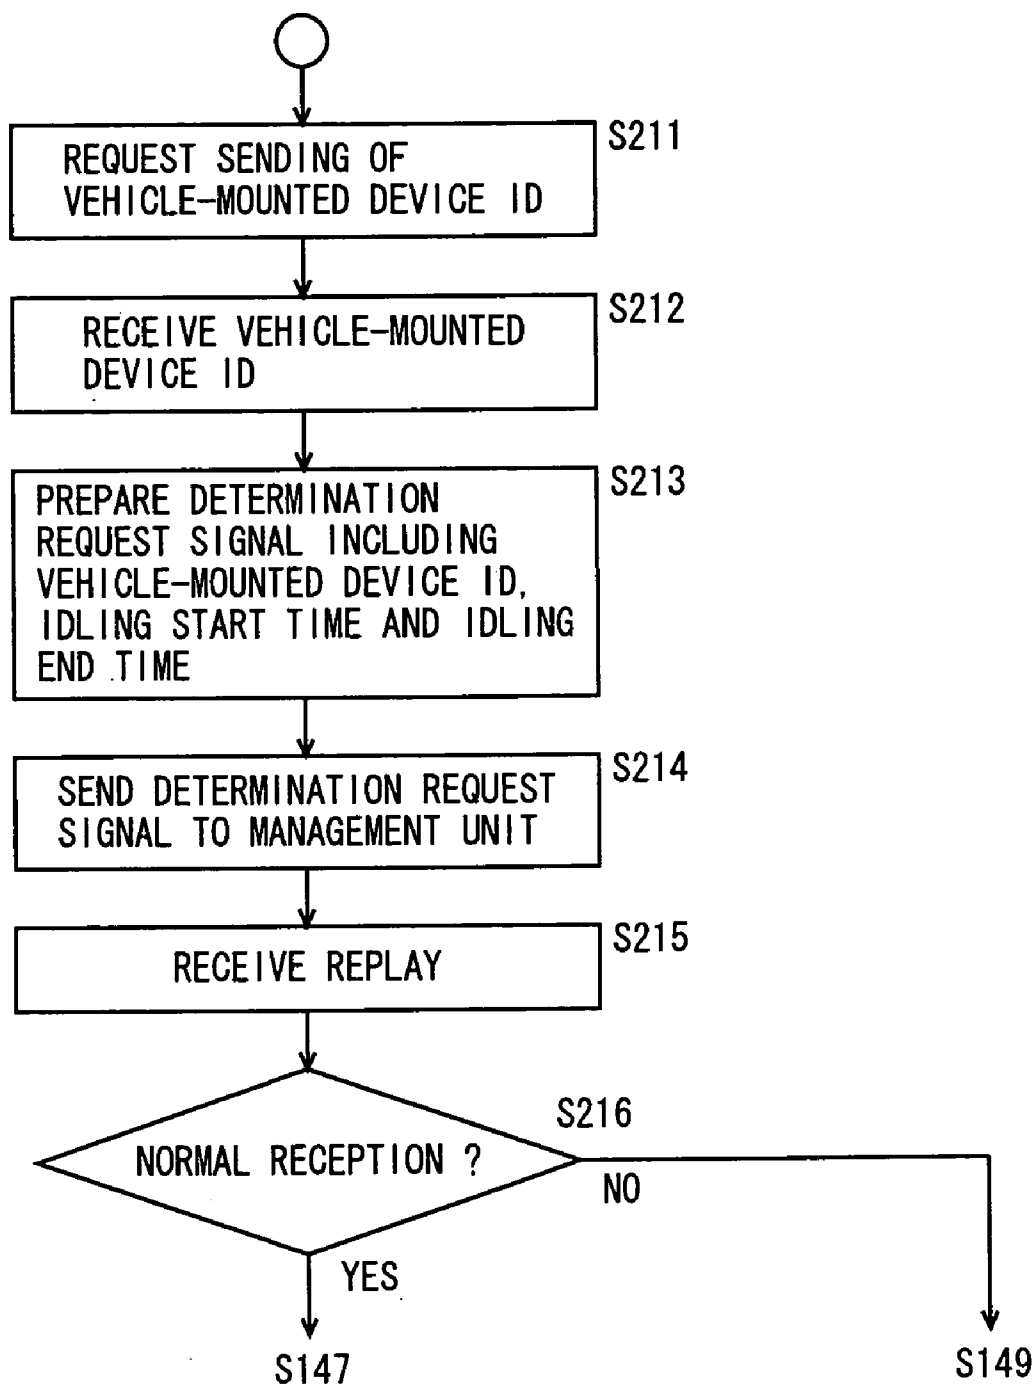 S211
REQUEST SENDING OF
VEHICLE-MOUNTED DEVICE ID
S212
RECEIVE VEHICLE-MOUNTED
DEVICE ID
S213
PREPARE DETERMINATION
REQUEST SIGNAL INCLUDING
VEHICLE-MOUNTED DEVICE ID,
IDLING START TIME AND IDLING
END TIME
S214
SEND DETERMINATION REQUEST
SIGNAL TO MANAGEMENT UNIT
S215
RECEIVE REPLAY
S216
NORMAL RECEPTION ?
NO
YES
S147
S149